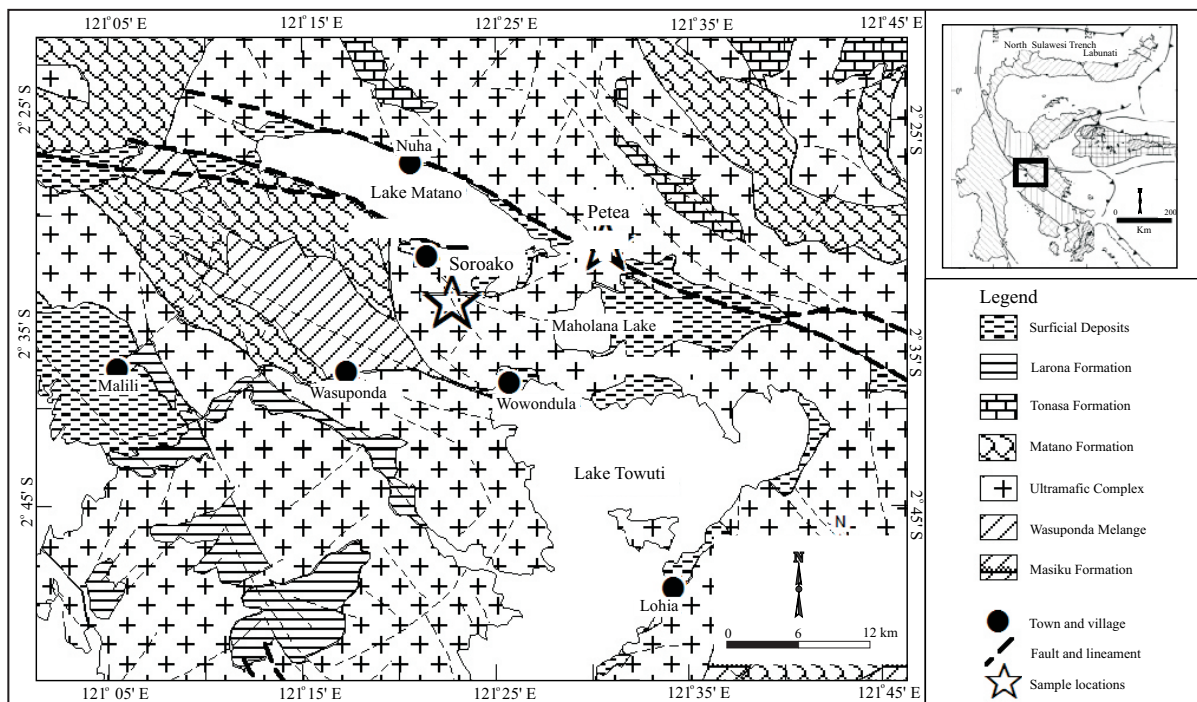 121° 05' E
121° 15' E
121° 25' E
121° 35' E
121° 45' E
2° 25' S
2° 35' S
2° 45' S
2° 25' S
2° 35' S
2° 45' S
Nuha
Lake Matano
Petea
Soroako
Maholana Lake
Malili
Wasuponda
Wowondula
Lake Towuti
N
N
Lohia
0 6 12 km
121° 05' E
121° 15' E
121° 25' E
121° 35' E
121° 45' E
North Sulawesi Trench
Labunati
0°
0 200
Km
Legend
Surficial Deposits
Larona Formation
Tonasa Formation
Matano Formation
Ultramafic Complex
Wasuponda Melange
Masiku Formation
Town and village
Fault and lineament
Sample locations